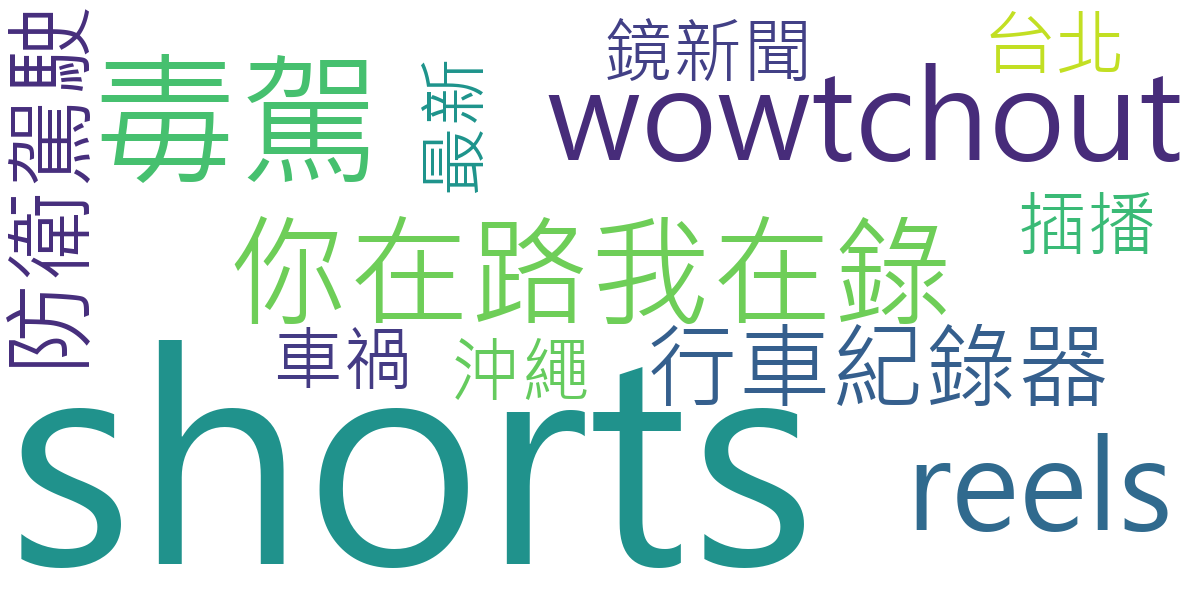 防衛駕駛
毒駕
最新
鏡新聞
台北
wowtchout
插播
你在路我在錄
車禍
沖繩
行車紀錄器
shorts
reels